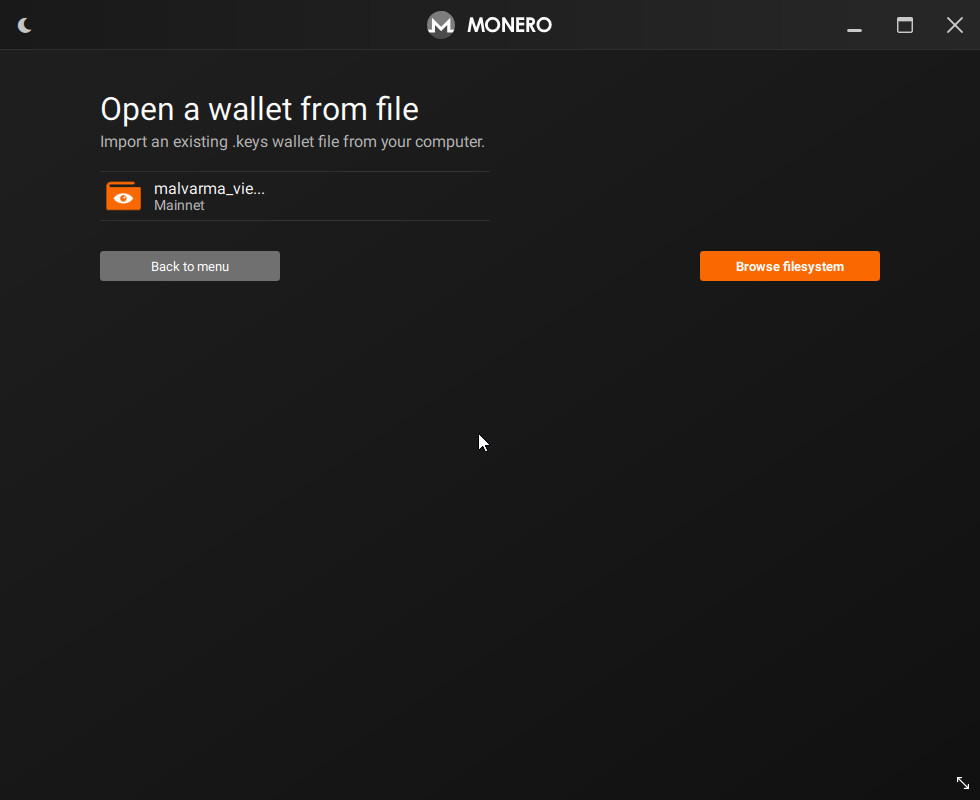 MONERO
Open a wallet from file
Import an existing .keys wallet file from your computer.
malvarma_vie...
Mainnet
Back to menu
Browse filesystem